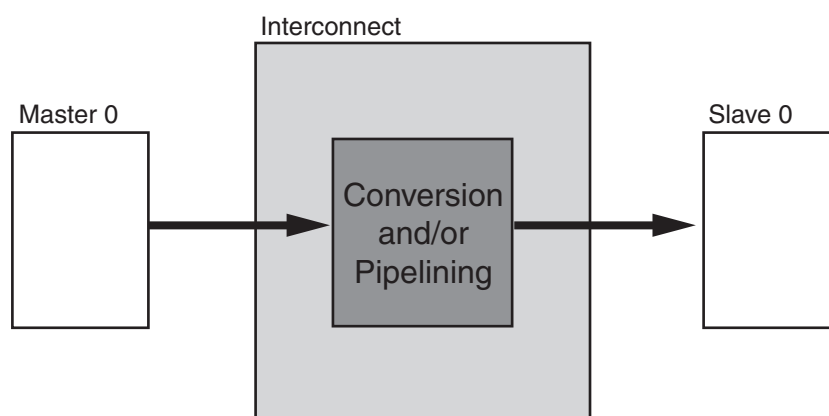 Interconnect
Master 0
Slave 0
Conversion
and/or
Pipelining